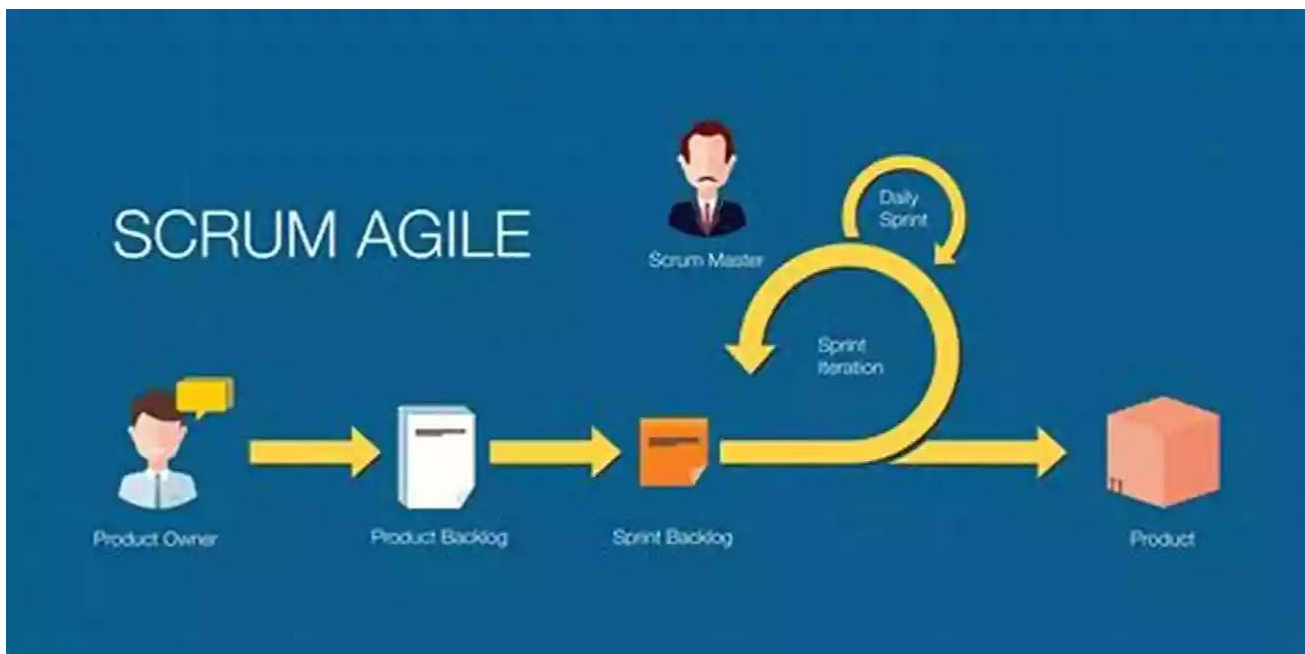 SCRUM AGILE
Scrum Master
Daily
Sprint
Sprint
Iteration
Product Owner
Product Backlog
Sprint Backlog
Product